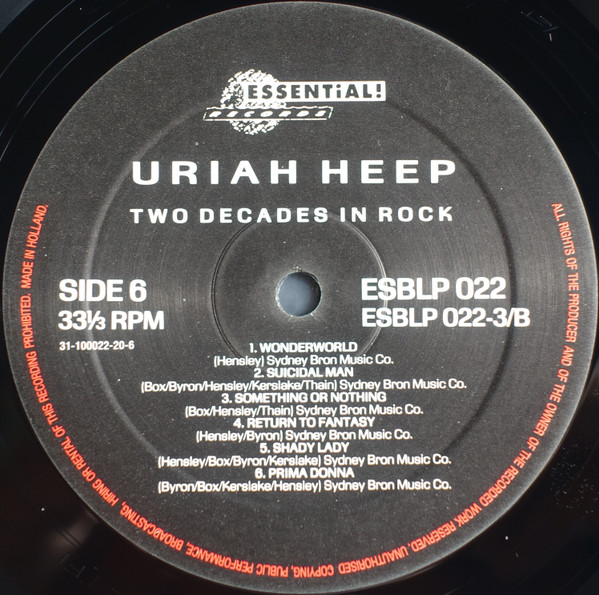 ESSENTiAL!
RECORDS
URIAH HEEP
TWO DECADES IN ROCK
SIDE 6
33⅓ RPM
31-100022-20-6
ESBLP 022
ESBLP 022-3/B
1. WONDERWORLD
(Hensley) Sydney Bron Music Co.
2. SUICIDAL MAN
(Box/Byron/Hensley/Kerslake/Thain) Sydney Bron Music Co.
3. SOMETHING OR NOTHING
(Box/Hensley/Thain) Sydney Bron Music Co.
4. RETURN TO FANTASY
(Hensley/Byron) Sydney Bron Music Co.
5. SHADY LADY
(Hensley/Box/Byron/Kerslake) Sydney Bron Music Co.
6. PRIMA DONNA
(Byron/Box/Kerslake/Hensley) Sydney Bron Music Co.
ALL RIGHTS OF THE PRODUCER AND OF THE OWNER OF THE RECORDED WORK RESERVED. UNAUTHORISED COPYING, PUBLIC PERFORMANCE, BROADCASTING, HIRING OR RENTAL OF THIS RECORDING PROHIBITED. MADE IN HOLLAND.